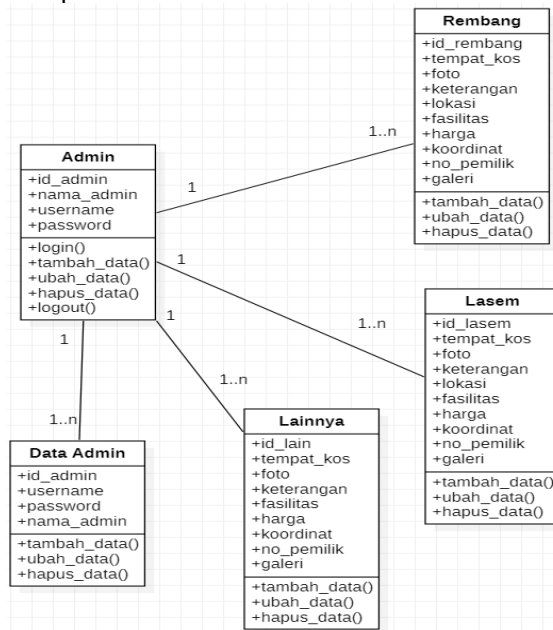 Rembang
+id_rembang
+tempat_kos
+foto
+keterangan
+lokasi
+fasilitas
+harga
+koordinat
+no_pemilik
+galeri
+tambah_data()
+ubah_data()
+hapus_data()
1..n
1
Admin
+id_admin
+nama_admin
+username
+password
+login()
+tambah_data()
+ubah_data()
+hapus_data()
+logout()
1
1..n
Lasem
+id_lasem
+tempat_kos
+foto
+keterangan
+lokasi
+fasilitas
+harga
+koordinat
+no_pemilik
+galeri
+tambah_data()
+ubah_data()
+hapus_data()
1
1..n
Lainnya
+id_lain
+tempat_kos
+foto
+keterangan
+fasilitas
+harga
+koordinat
+no_pemilik
+galeri
+tambah_data()
+ubah_data()
+hapus_data()
1
1..n
Data Admin
+id_admin
+username
+password
+nama_admin
+tambah_data()
+ubah_data()
+hapus_data()